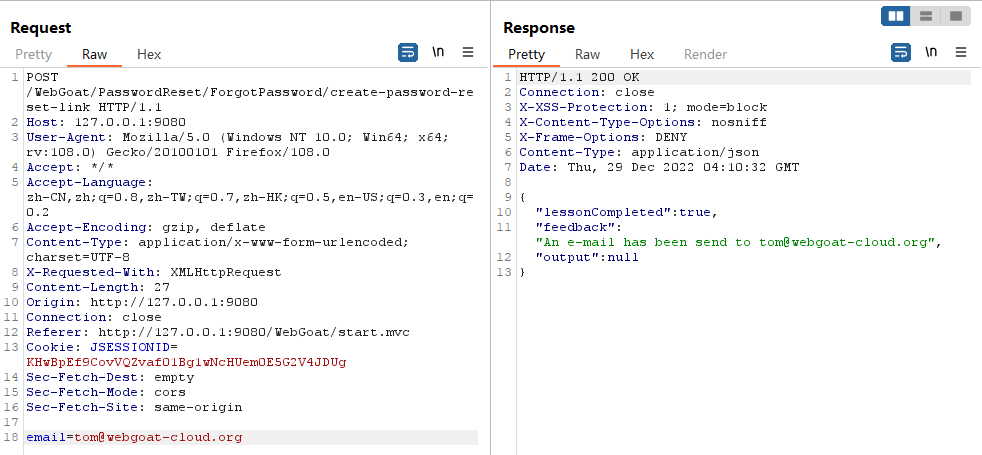 Request
Pretty Raw Hex \n
1 POST
/WebGoat/PasswordReset/ForgotPassword/create-password-re
set-link HTTP/1.1
2 Host: 127.0.0.1:9080
3 User-Agent: Mozilla/5.0 (Windows NT 10.0; Win64; x64;
rv:108.0) Gecko/20100101 Firefox/108.0
4 Accept: */*
5 Accept-Language:
zh-CN,zh;q=0.8,zh-TW;q=0.7,zh-HK;q=0.5,en-US;q=0.3,en;q=
0.2
6 Accept-Encoding: gzip, deflate
7 Content-Type: application/x-www-form-urlencoded;
charset=UTF-8
8 X-Requested-With: XMLHttpRequest
9 Content-Length: 27
10 Origin: http://127.0.0.1:9080
11 Connection: close
12 Referer: http://127.0.0.1:9080/WebGoat/start.mvc
13 Cookie: JSESSIONID=
KHwBpEf9CovVQZvafO1Bg1wNcHUem0E5G2V4JDUg
14 Sec-Fetch-Dest: empty
15 Sec-Fetch-Mode: cors
16 Sec-Fetch-Site: same-origin
17
18 email=tom@webgoat-cloud.org
Response
Pretty Raw Hex Render \n
1 HTTP/1.1 200 OK
2 Connection: close
3 X-XSS-Protection: 1; mode=block
4 X-Content-Type-Options: nosniff
5 X-Frame-Options: DENY
6 Content-Type: application/json
7 Date: Thu, 29 Dec 2022 04:10:32 GMT
8
9 {
10 "lessonCompleted":true,
11 "feedback":
"An e-mail has been send to tom@webgoat-cloud.org",
12 "output":null
13 }